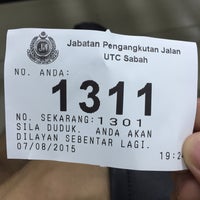 Jabatan Pengangkutan Jalan
UTC Sabah
NO. ANDA:
1311
NO. SEKARANG: 1301
SILA DUDUK. ANDA AKAN
DILAYAN SEBENTAR LAGI.
07/08/2015